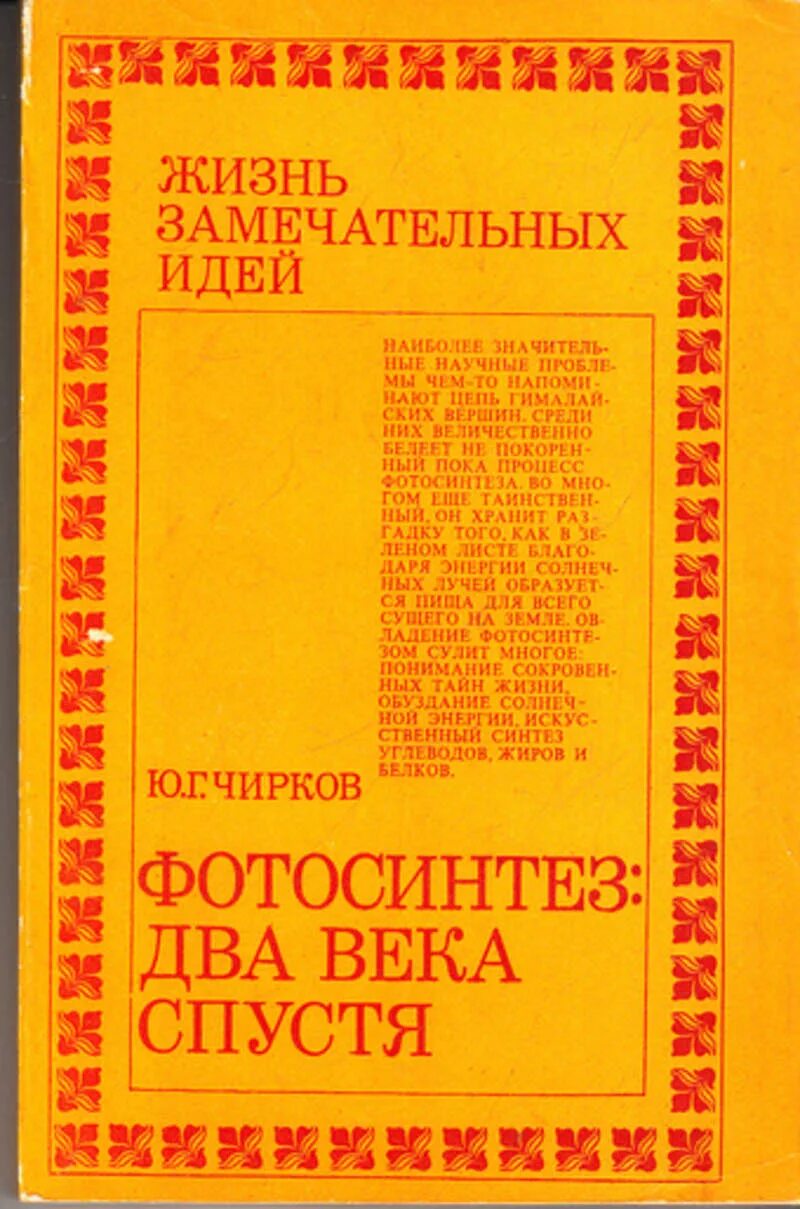 ЖИЗНЬ
ЗАМЕЧАТЕЛЬНЫХ
ИДЕЙ
НАИБОЛЕЕ ЗНАЧИТЕЛЬ-
НЫЕ НАУЧНЫЕ ПРОБЛЕ-
МЫ ЧЕМ-ТО НАПОМИ-
НАЮТ ЦЕПЬ ГИМАЛАЙ-
СКИХ ВЕРШИН. СРЕДИ
НИХ ВЕЛИЧЕСТВЕННО
БЕЛЕЕТ НЕ ПОКОРЕН-
НЫЙ ПОКА ПРОЦЕСС
ФОТОСИНТЕЗА. ВО МНО-
ГОМ ЕЩЕ ТАИНСТВЕН-
НЫЙ, ОН ХРАНИТ РАЗ-
ГАДКУ ТОГО, КАК В ЗЕ-
ЛЕНОМ ЛИСТЕ БЛАГО-
ДАРЯ ЭНЕРГИИ СОЛНЕЧ-
НЫХ ЛУЧЕЙ ОБРАЗУЕТ-
СЯ ПИЩА ДЛЯ ВСЕГО
СУЩЕГО НА ЗЕМЛЕ. ОВ-
ЛАДЕНИЕ ФОТОСИНТЕ-
ЗОМ СУЛИТ МНОГОЕ:
ПОНИМАНИЕ СОКРОВЕН-
НЫХ ТАЙН ЖИЗНИ,
ОБУЗДАНИЕ СОЛНЕЧ-
НОЙ ЭНЕРГИИ, ИСКУС-
СТВЕННЫЙ СИНТЕЗ
УГЛЕВОДОВ, ЖИРОВ И
БЕЛКОВ.
Ю.Г. ЧИРКОВ
ФОТОСИНТЕЗ:
ДВА ВЕКА
СПУСТЯ